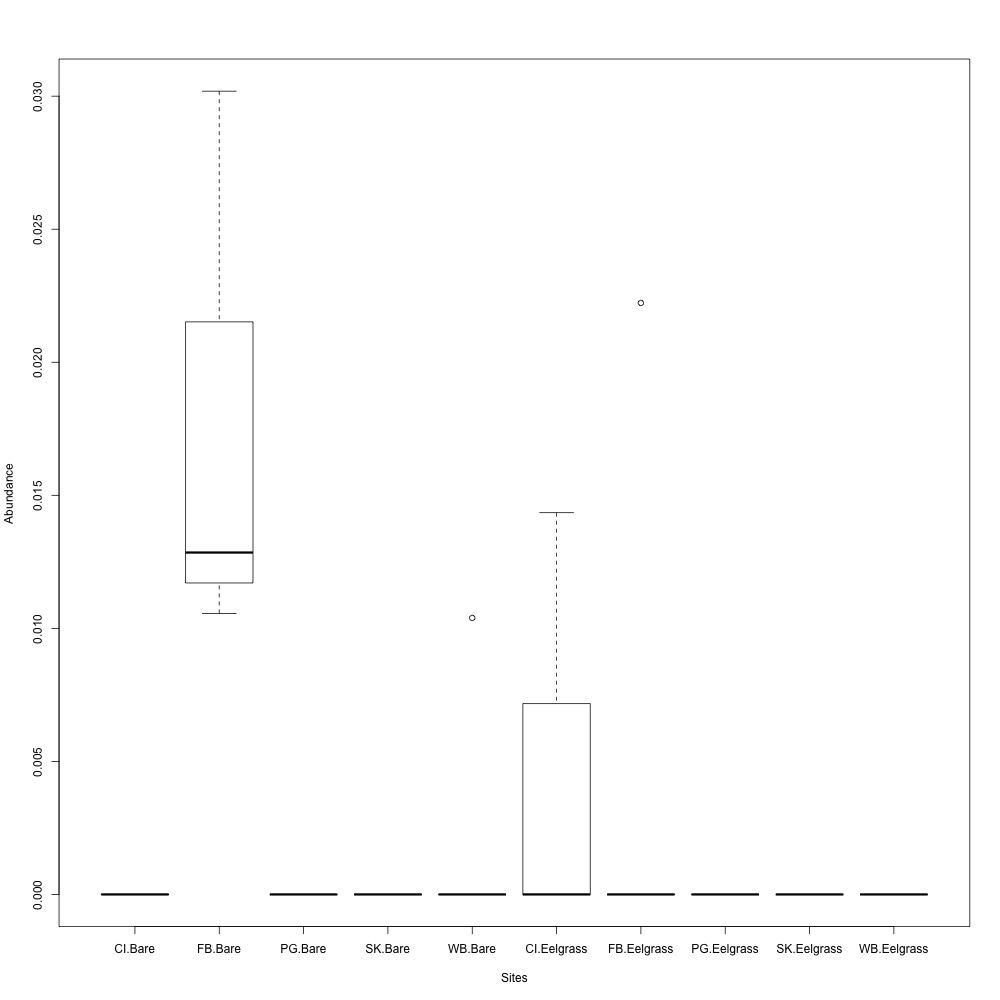 0.030
0.025
0.020
0.015
0.010
0.005
0.000
Abundance
CI.Bare FB.Bare PG.Bare SK.Bare WB.Bare CI.Eelgrass FB.Eelgrass PG.Eelgrass SK.Eelgrass WB.Eelgrass
Sites